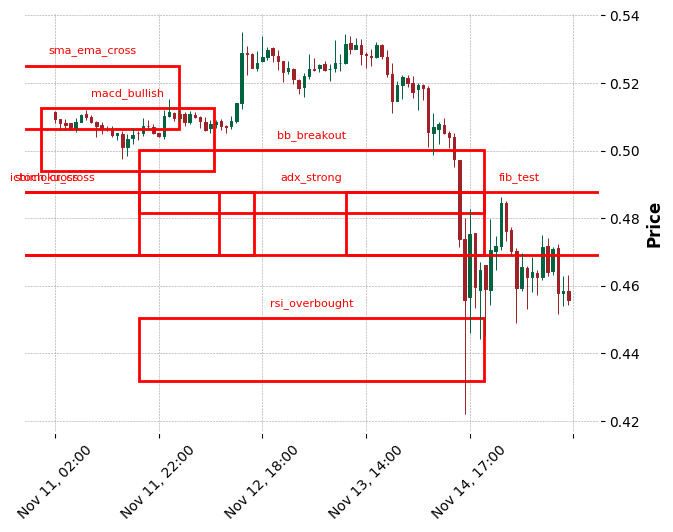 0.54
sma_ema_cross
0.52
macd_bullish
bb_breakout
0.50
adx_strong
fib_test
0.48
Price
0.46
rsi_overbought
0.44
0.42
Nov 11, 02:00
Nov 11, 22:00
Nov 12, 18:00
Nov 13, 14:00
Nov 14, 17:00